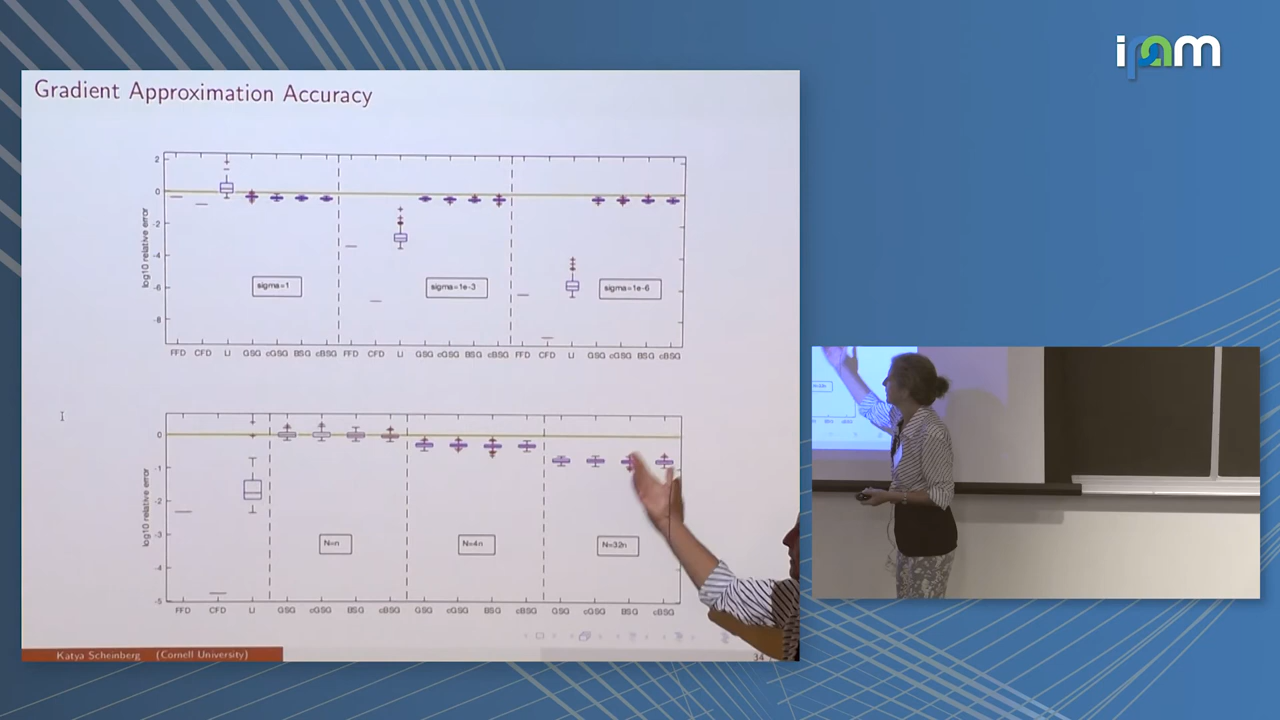 ipam
Gradient Approximation Accuracy
2
0
-2
-4
-6
-8
log10 relative error
sigma=1
sigma=1e-3
sigma=1e-6
FFD CFD LI GSG cGSG BSG cBSG FFD CFD LI GSG cGSG BSG cBSG FFD CFD LI GSG cGSG BSG cBSG
0
-1
-2
-3
-4
-5
log10 relative error
N=n
N=4n
N=32n
FFD CFD LI GSG cGSG BSG cBSG GSG cGSG BSG cBSG GSG cGSG BSG cBSG
Katya Scheinberg (Cornell University)
34